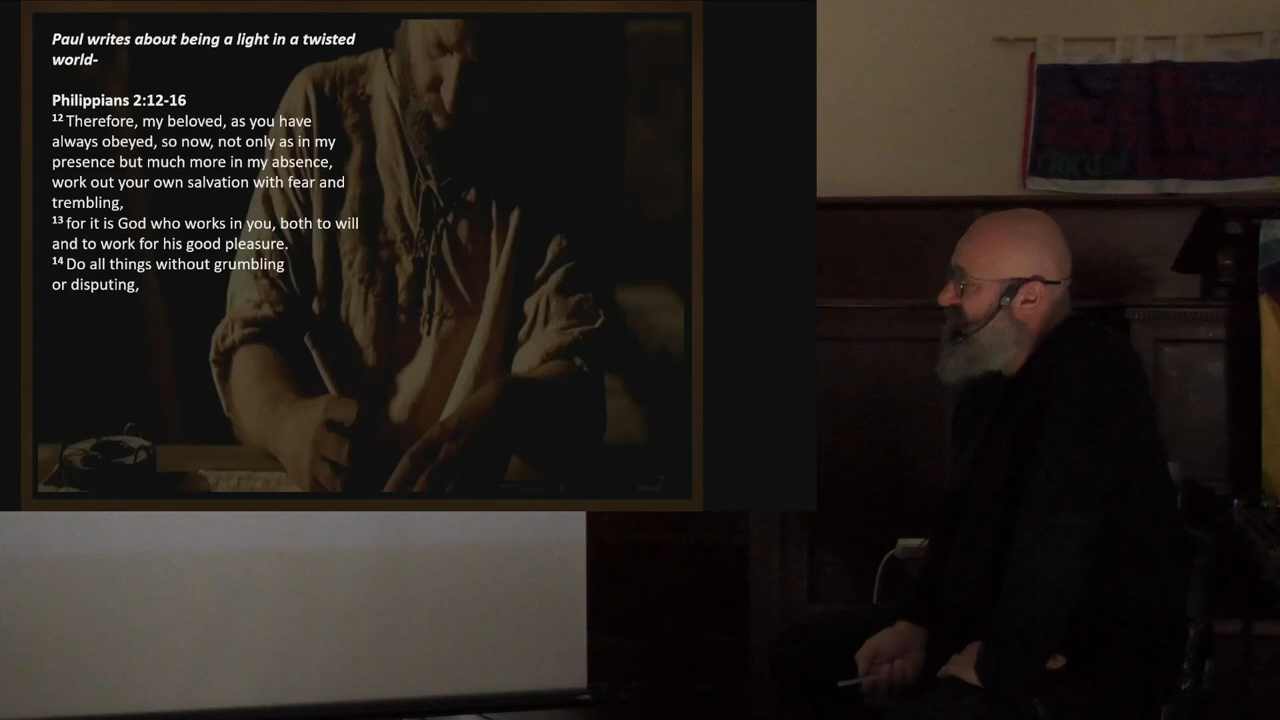 Paul writes about being a light in a twisted
world-
Philippians 2:12-16
12 Therefore, my beloved, as you have
always obeyed, so now, not only as in my
presence but much more in my absence,
work out your own salvation with fear and
trembling,
13 for it is God who works in you, both to will
and to work for his good pleasure.
14 Do all things without grumbling
or disputing,